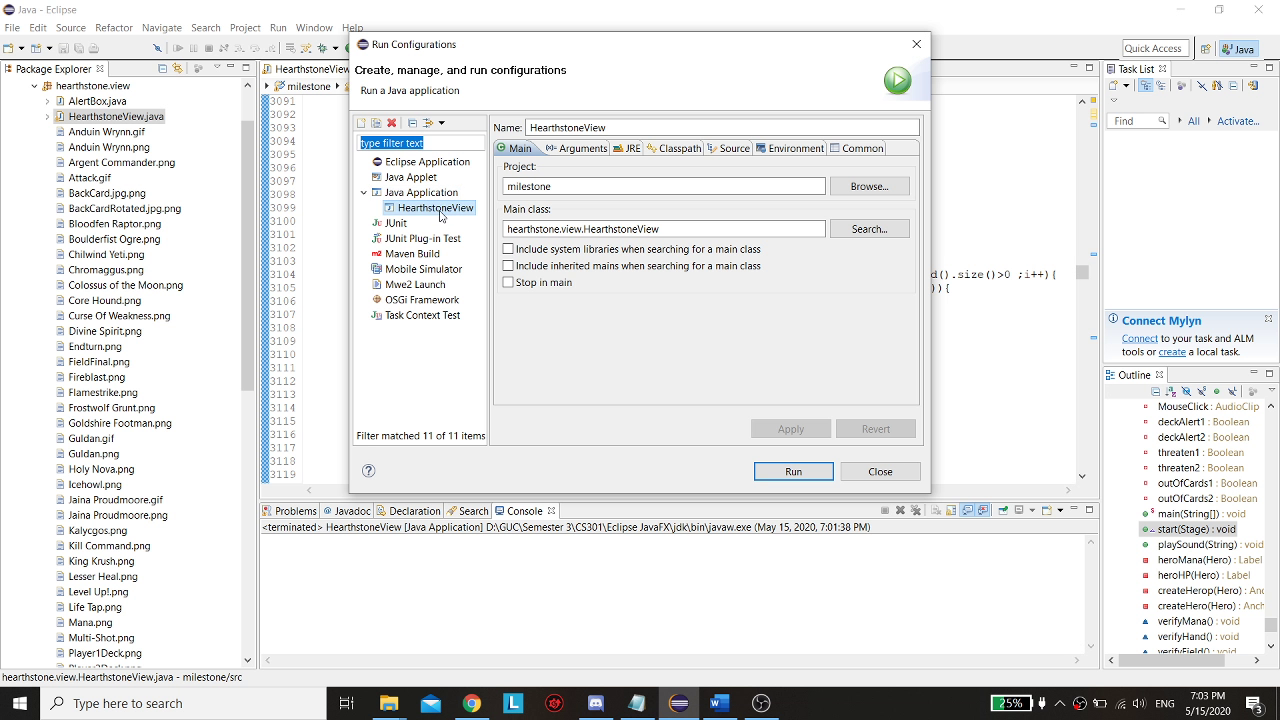 Java - Eclipse
File Edit Source Refactor Navigate Search Project Run Window Help
Quick Access
Java
Package Explorer
hearthstone.view
AlertBox.java
HearthstoneView.java
Anduin Wrynn.gif
Anduin Wrynn.png
Argent Commander.png
Attack.gif
BackCard.jpg.png
BackCardRotated.jpg.png
Bloodfen Raptor.png
Boulderfist Ogre.png
Chilwind Yeti.png
Chromaggus.png
Colossus of the Moon.png
Core Hound.png
Curse Of Weakness.png
Divine Spirit.png
Endturn.png
FieldFinal.png
Fireblast.png
Flamestrike.png
Frostwolf Grunt.png
Goldshire Footman.png
Guldan.gif
Guldan.png
Holy Nova.png
Icehowl.png
Jaina Proudmoore.gif
Jaina Proudmoore.png
Kalycgos.png
Kill Command.png
King Krush.png
Lesser Heal.png
Level Up!.png
Life Tap.png
Mana.png
Multi-Shot.png
Player1Deck.png
HearthstoneView
milestone
3091
3092
3093
3094
3095
3096
3097
3098
3099
3100
3101
3102
3103
3104
3105
3106
3107
3108
3109
3110
3111
3112
3113
3114
3115
3116
3117
3118
3119
d().size()>0 ;i++){
)){
Run Configurations
Create, manage, and run configurations
Run a Java application
type filter text
Eclipse Application
Java Applet
Java Application
HearthstoneView
JUnit
JUnit Plug-in Test
Maven Build
Mobile Simulator
Mwe2 Launch
OSGi Framework
Task Context Test
Filter matched 11 of 11 items
Name: HearthstoneView
Main Arguments JRE Classpath Source Environment Common
Project:
milestone
Browse...
Main class:
hearthstone.view.HearthstoneView
Search...
Include system libraries when searching for a main class
Include inherited mains when searching for a main class
Stop in main
Apply Revert
Run Close
Problems Javadoc Declaration Search Console
<terminated> HearthstoneView [Java Application] D:\GUC\Semester 3\CS301\Eclipse JavaFX\jdk\bin\javaw.exe (May 15, 2020, 7:01:38 PM)
Task List
Find All Activate...
Connect Mylyn
Connect to your task and ALM
tools or create a local task.
Outline
MouseClick : AudioClip
deckAlert1 : Boolean
deckAlert2 : Boolean
threaten1 : Boolean
threaten2 : Boolean
outOfCards1 : Boolean
outOfCards2 : Boolean
main(String[]) : void
start(Stage) : void
playSound(String) : void
heroMana(Hero) : Label
heroHP(Hero) : Label
createHerop(Hero) : Anc
createHero(Hero) : Anch
verifyMana() : void
verifyHand() : void
verifyField() : void
hearthstone.view.HearthstoneView.java - milestone/src
Type here to search
25%
ENG
7:03 PM
5/15/2020
3